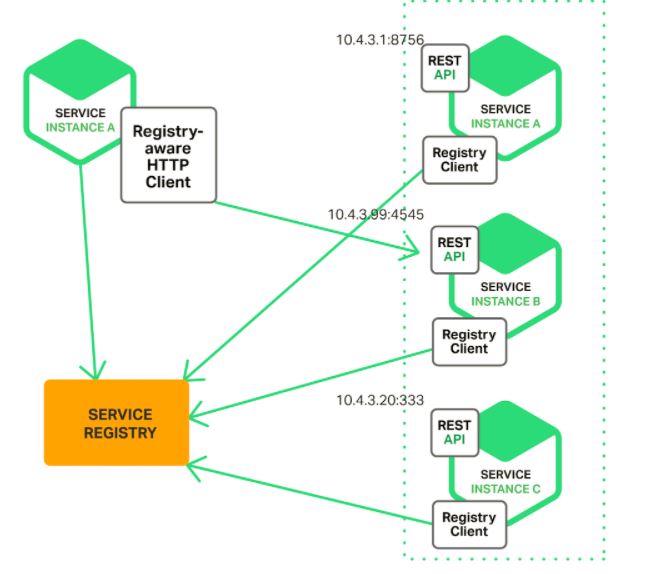 SERVICE
INSTANCE A
Registry-
aware
HTTP
Client
10.4.3.1:8756
REST
API
SERVICE
INSTANCE A
Registry
Client
10.4.3.99:4545
REST
API
SERVICE
INSTANCE B
Registry
Client
SERVICE
REGISTRY
10.4.3.20:333
REST
API
SERVICE
INSTANCE C
Registry
Client